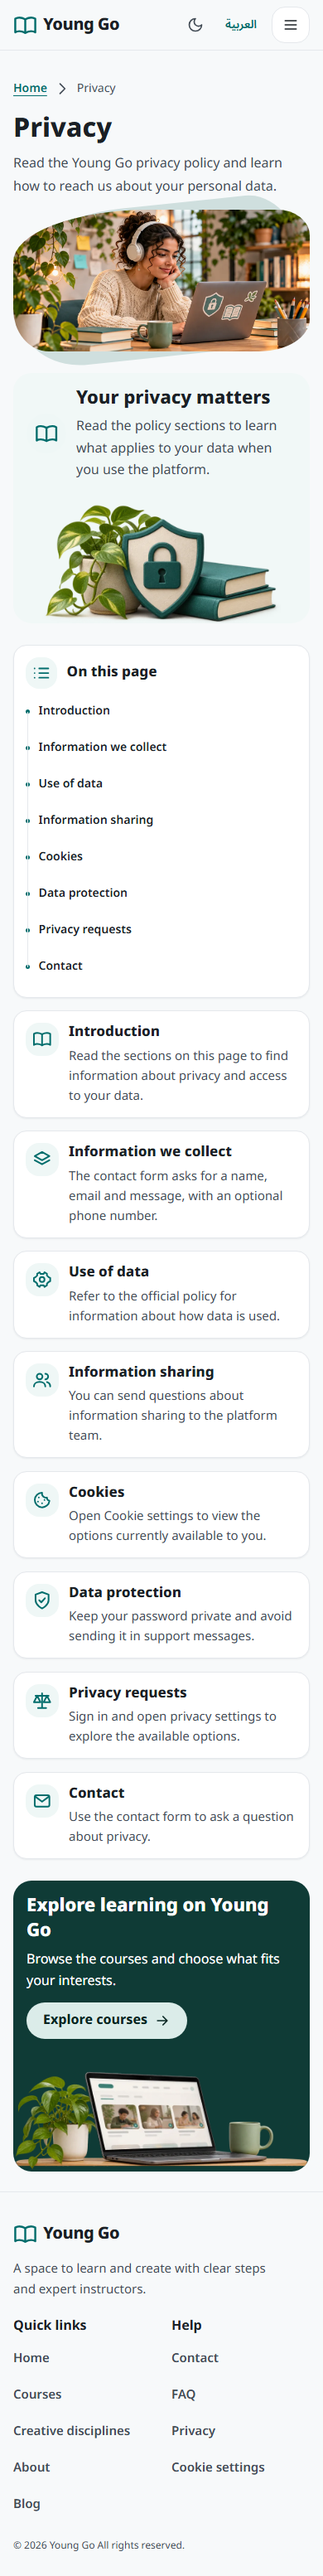 Young Go
العربية
Home > Privacy
Privacy
Read the Young Go privacy policy and learn
how to reach us about your personal data.
Your privacy matters
Read the policy sections to learn
what applies to your data when
you use the platform.
On this page
Introduction
Information we collect
Use of data
Information sharing
Cookies
Data protection
Privacy requests
Contact
Introduction
Read the sections on this page to find
information about privacy and access
to your data.
Information we collect
The contact form asks for a name,
email and message, with an optional
phone number.
Use of data
Refer to the official policy for
information about how data is used.
Information sharing
You can send questions about
information sharing to the platform
team.
Cookies
Open Cookie settings to view the
options currently available to you.
Data protection
Keep your password private and avoid
sending it in support messages.
Privacy requests
Sign in and open privacy settings to
explore the available options.
Contact
Use the contact form to ask a question
about privacy.
Explore learning on Young
Go
Browse the courses and choose what fits
your interests.
Explore courses →
Young Go
A space to learn and create with clear steps
and expert instructors.
Quick links
Home
Courses
Creative disciplines
About
Blog
Help
Contact
FAQ
Privacy
Cookie settings
© 2026 Young Go All rights reserved.